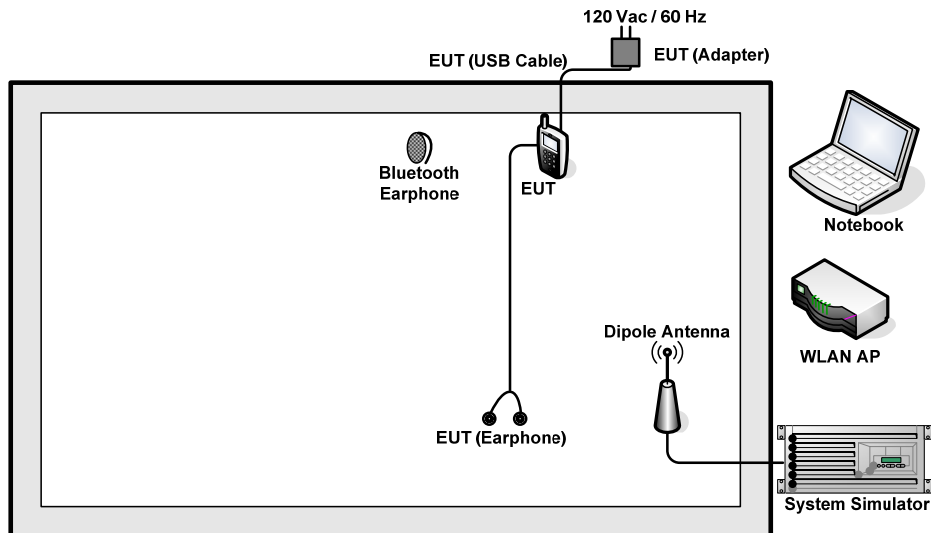 120 Vac / 60 Hz
EUT (USB Cable)
EUT (Adapter)
Bluetooth
Earphone
EUT
Notebook
Dipole Antenna
WLAN AP
EUT (Earphone)
System Simulator